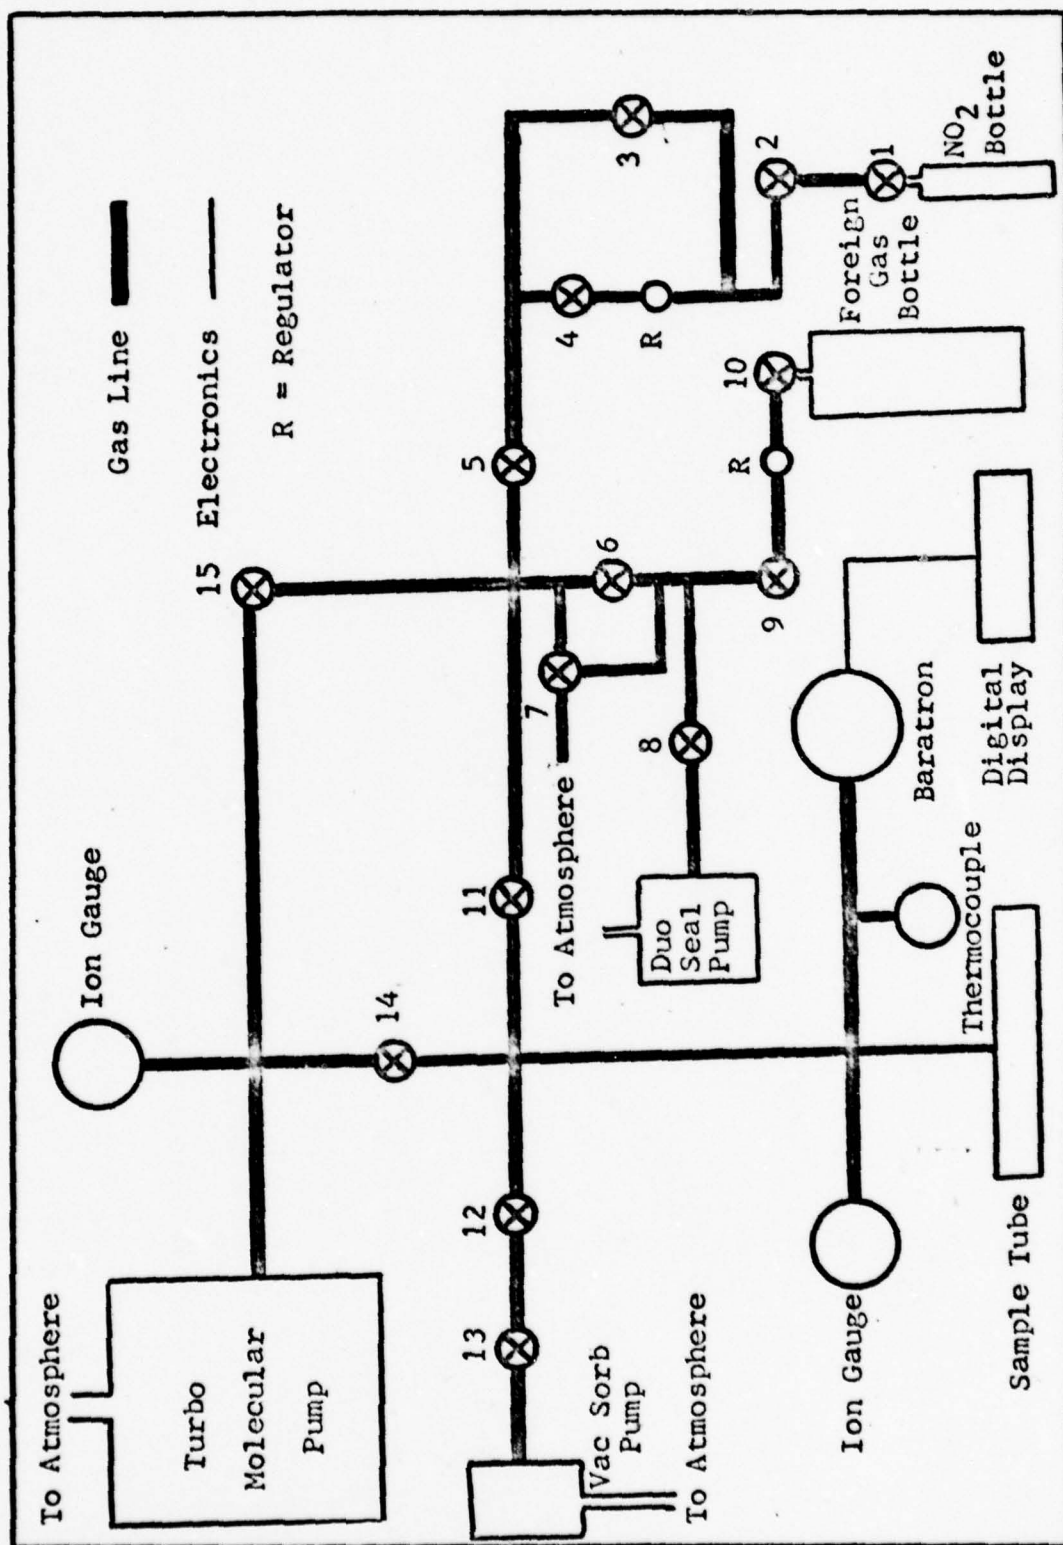 To Atmosphere
Turbo
Molecular
Pump
Ion Gauge
Gas Line
15 Electronics
R = Regulator
14
13
12
11
5
4
R
3
2
1
NO2
Bottle
Foreign
Gas
Bottle
10
R
9
6
7
To Atmosphere
8
Duo
Seal
Pump
Vac Sorb
Pump
To Atmosphere
Ion Gauge
Sample Tube
Thermocouple
Baratron
Digital
Display